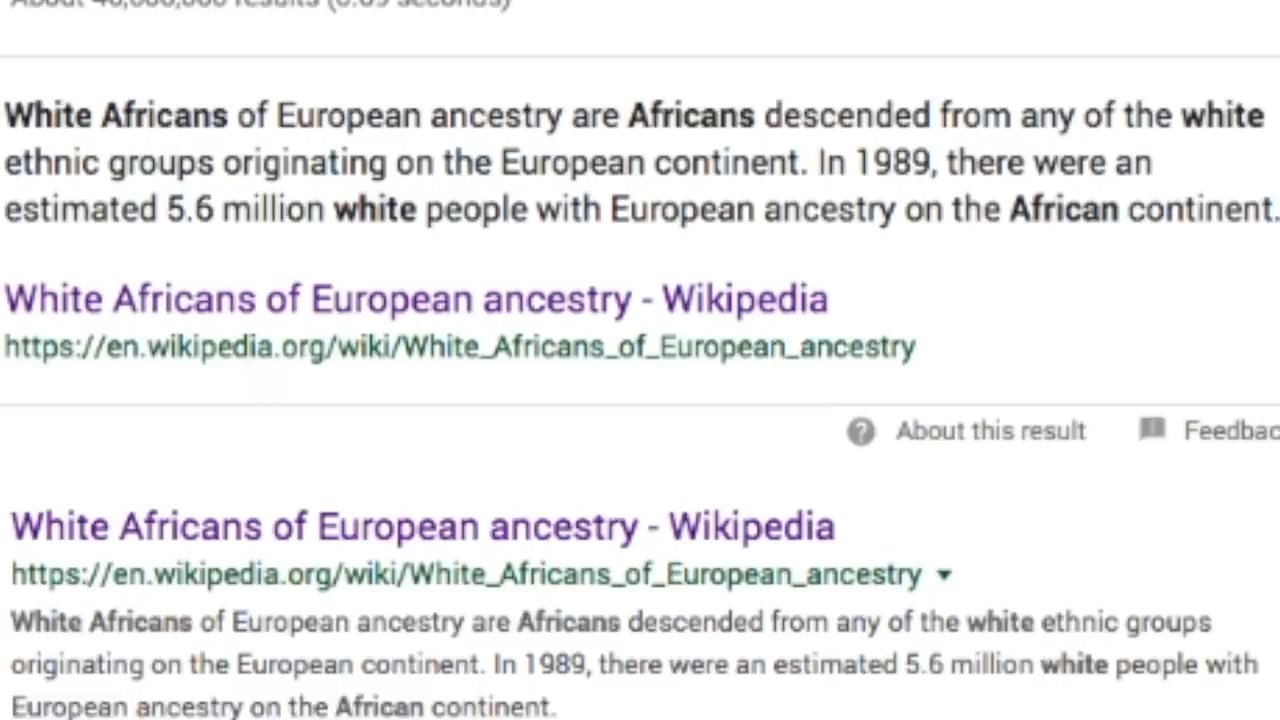 White Africans of European ancestry are Africans descended from any of the white
ethnic groups originating on the European continent. In 1989, there were an
estimated 5.6 million white people with European ancestry on the African continent.
White Africans of European ancestry - Wikipedia
https://en.wikipedia.org/wiki/White_Africans_of_European_ancestry
About this result Feedbac
White Africans of European ancestry - Wikipedia
https://en.wikipedia.org/wiki/White_Africans_of_European_ancestry
White Africans of European ancestry are Africans descended from any of the white ethnic groups
originating on the European continent. In 1989, there were an estimated 5.6 million white people with
European ancestry on the African continent.